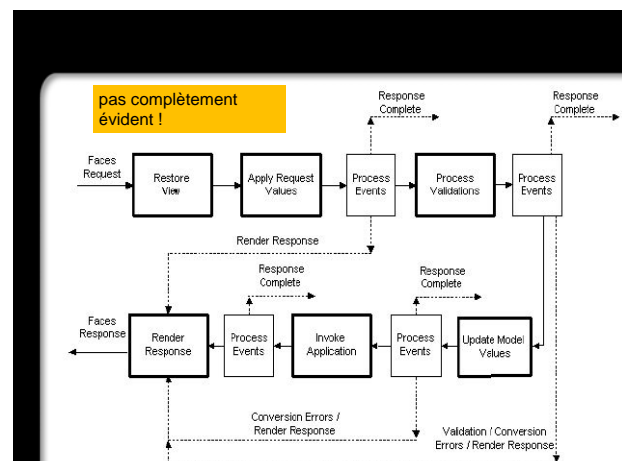 pas complètement
évident !
Response
Complete
Response
Complete
Faces
Request
Restore
View
Apply Request
Values
Process
Events
Process
Validations
Process
Events
Render Response
Response
Complete
Response
Complete
Faces
Response
Render
Response
Process
Events
Invoke
Application
Process
Events
Update Model
Values
Conversion Errors /
Render Response
Validation / Conversion
Errors / Render Response